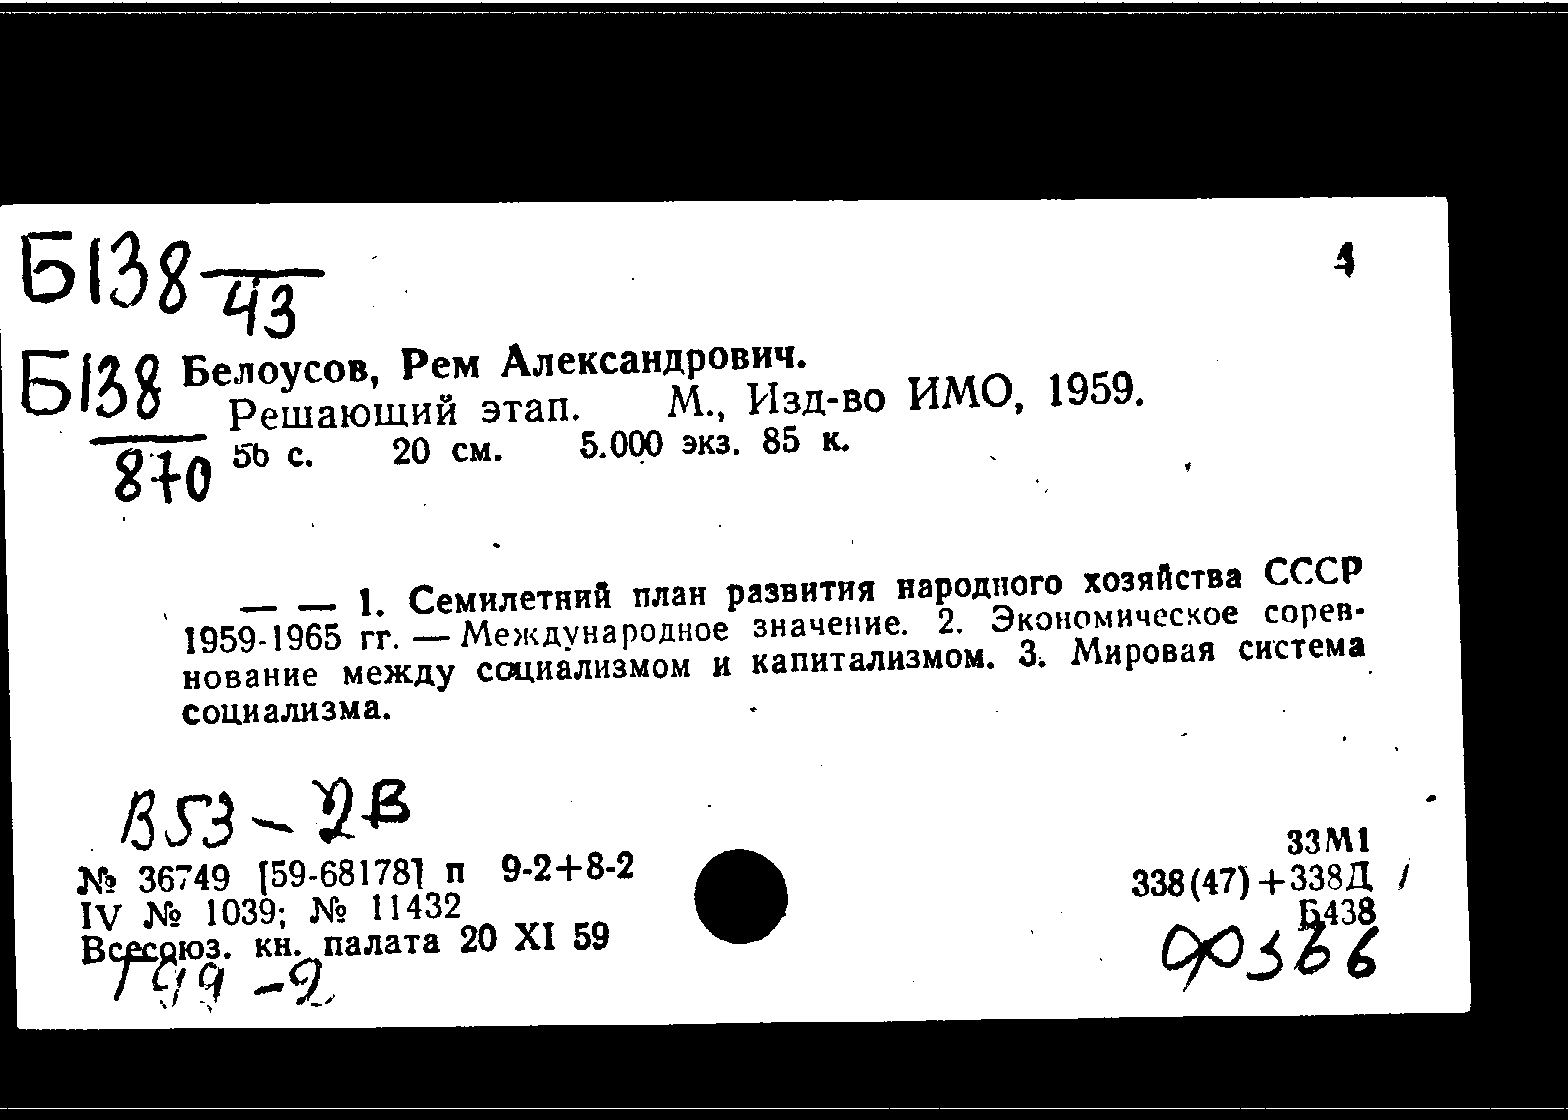 Б138
43
Б138
870
Белоусов, Рем Александрович.
Решающий этап. М., Изд-во ИМО, 1959.
56 с. 20 см. 5.000 экз. 85 к.
— — 1. Семилетний план развития народного хозяйства СССР
1959-1965 гг. — Международное значение. 2. Экономическое сорев-
нование между социализмом и капитализмом. 3. Мировая система
социализма.
В53-2В
№ 36749 [59-68178] п 9-2+8-2
IV № 1039; № 11432
Всесоюз. кн. палата 20 XI 59
33М1
338(47)+338Д
Б438